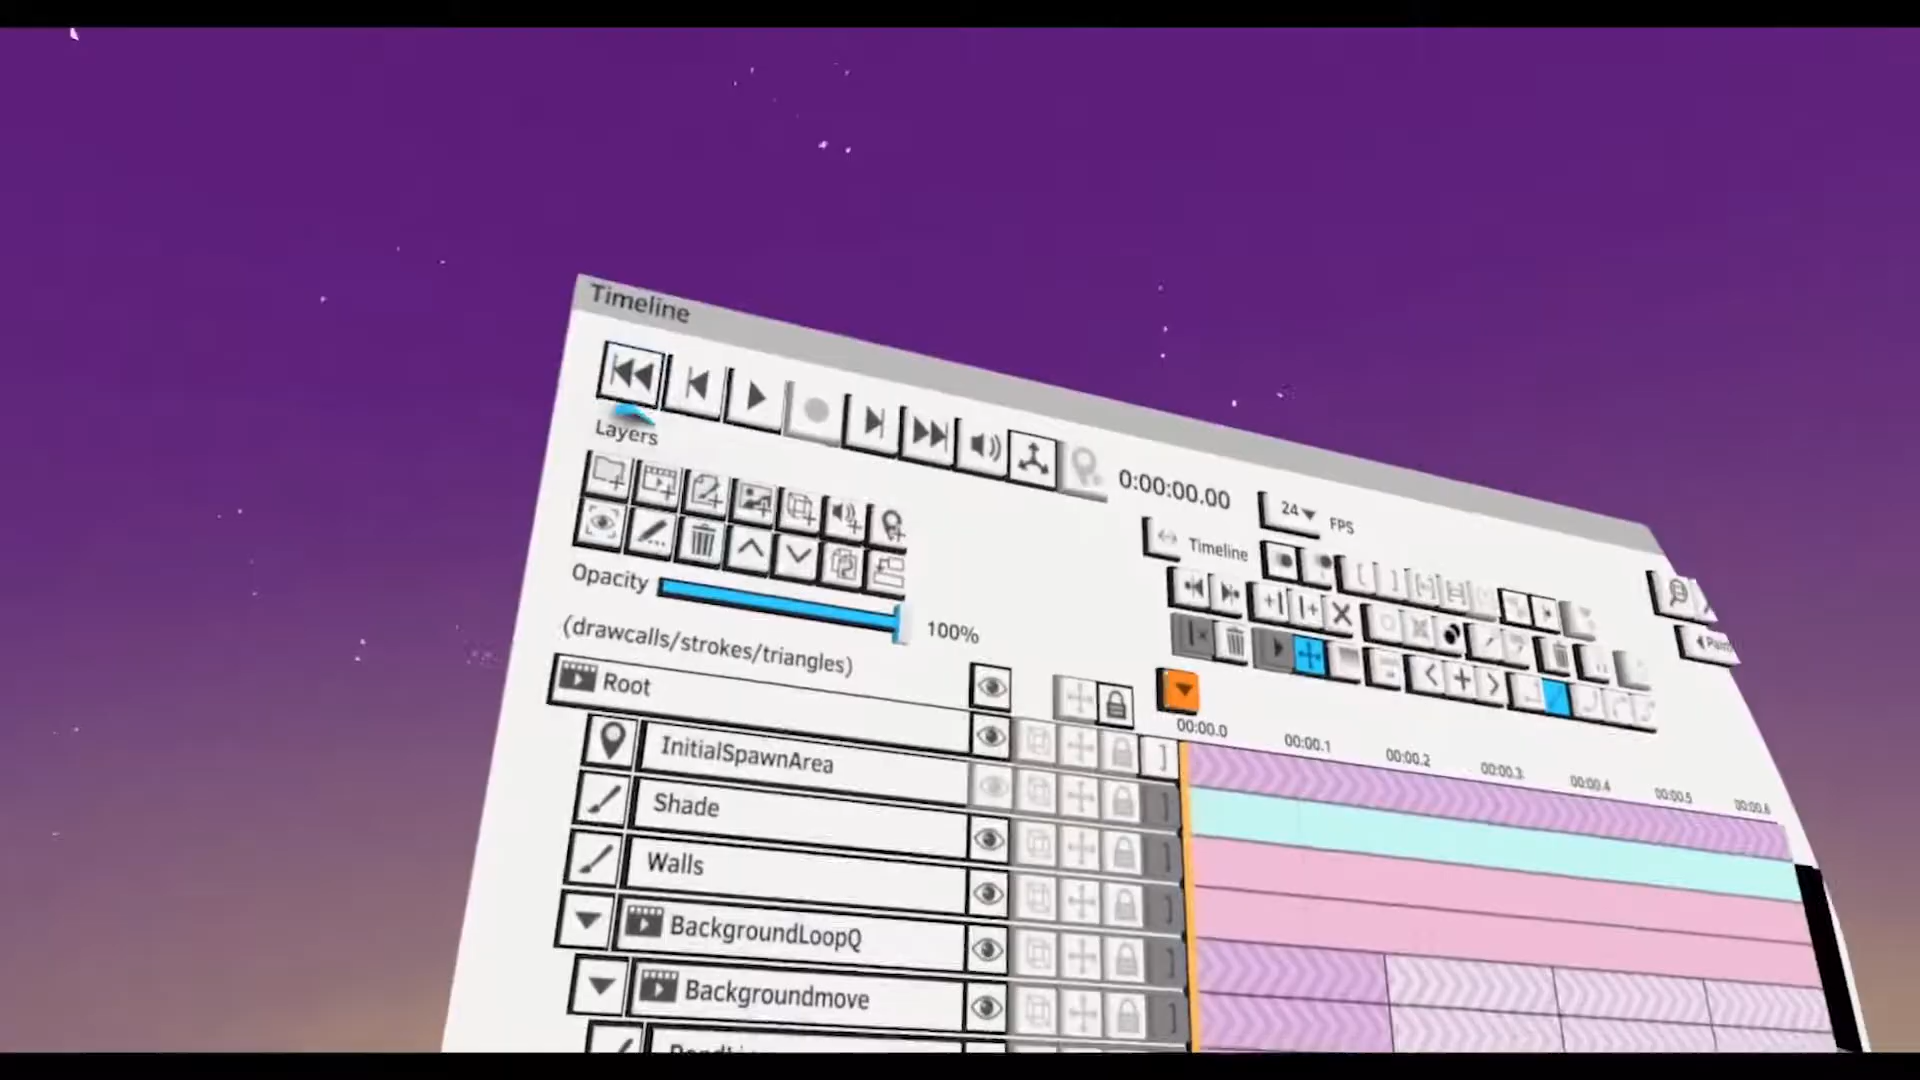 Timeline
Layers
0:00:00.00
24 FPS
Timeline
Opacity 100%
(drawcalls/strokes/triangles)
Root
00:00.0 00:00.1 00:00.2 00:00.3 00:00.4 00:00.5 00:00.6
InitialSpawnArea
Shade
Walls
BackgroundLoopQ
Backgroundmove